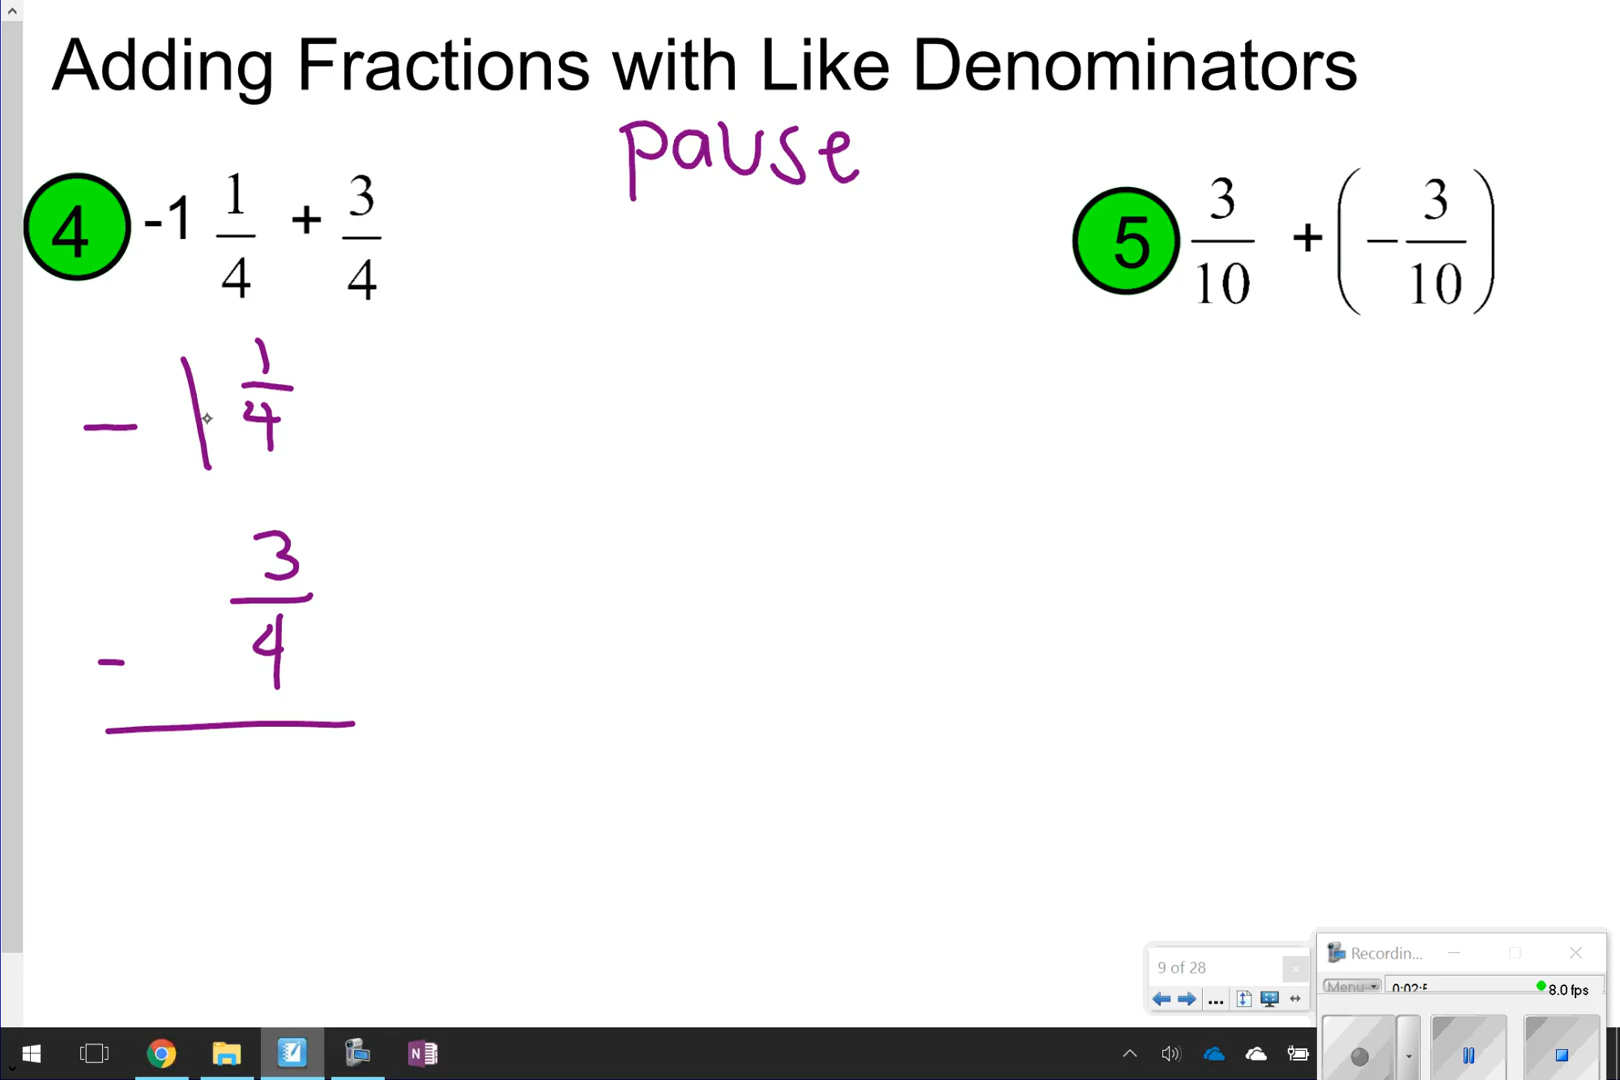 Adding Fractions with Like Denominators
pause
4 -1 1/4 + 3/4
5 3/10 + (-3/10)
- 1 1/4
- 3/4
9 of 28
Recordin...
Menu
8.0 fps